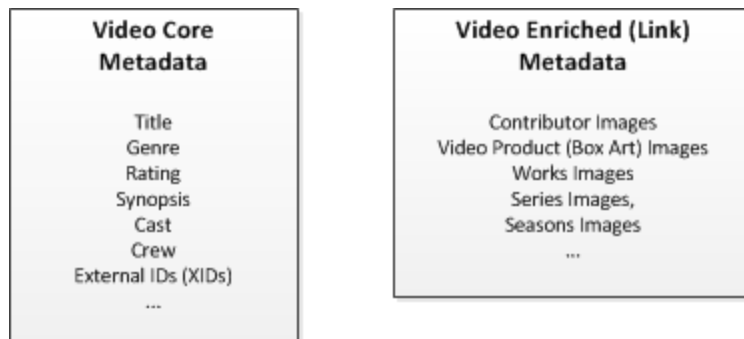 Video Core
Metadata
Title
Genre
Rating
Synopsis
Cast
Crew
External IDs (XIDs)
...
Video Enriched (Link)
Metadata
Contributor Images
Video Product (Box Art) Images
Works Images
Series Images,
Seasons Images
...